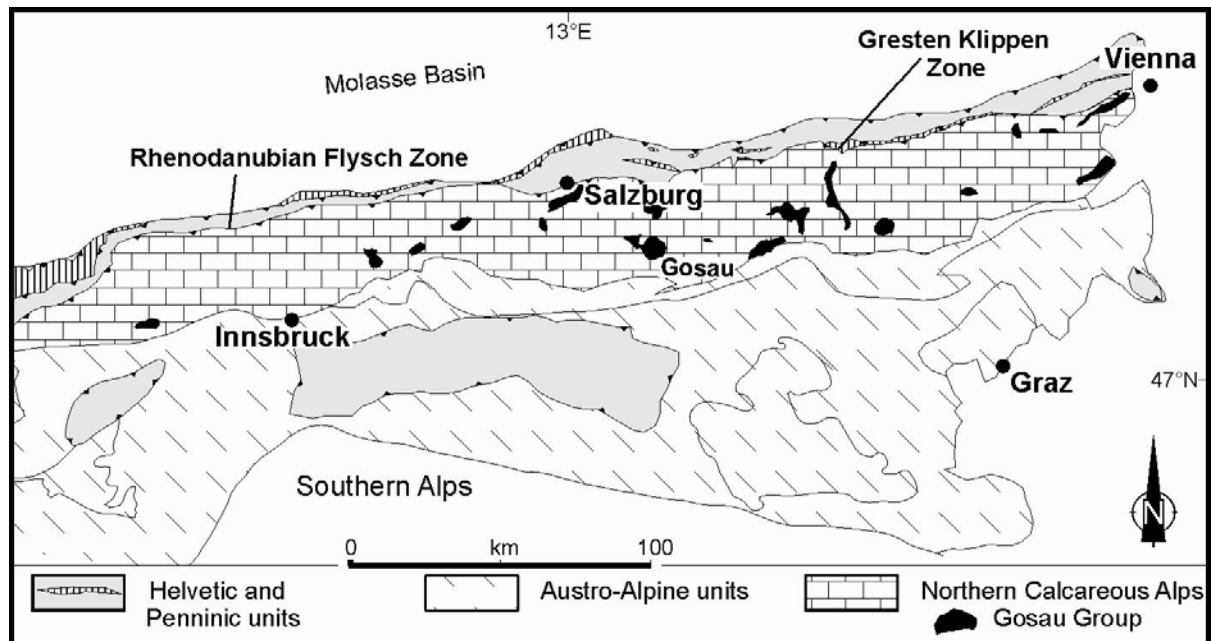 13°E
Molasse Basin
Gresten Klippen
Zone
Vienna
Rhenodanubian Flysch Zone
Salzburg
Gosau
Innsbruck
Graz
47°N
Southern Alps
N
0 km 100
Helvetic and
Penninic units
Austro-Alpine units
Northern Calcareous Alps
Gosau Group